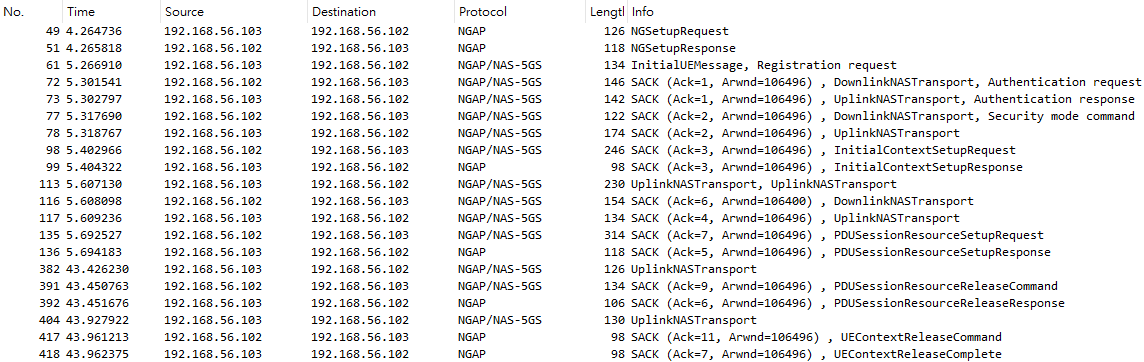 No. Time Source Destination Protocol Lengtl Info
49 4.264736 192.168.56.103 192.168.56.102 NGAP 126 NGSetupRequest
51 4.265818 192.168.56.102 192.168.56.103 NGAP 118 NGSetupResponse
61 5.266910 192.168.56.103 192.168.56.102 NGAP/NAS-5GS 134 InitialUEMessage, Registration request
72 5.301541 192.168.56.102 192.168.56.103 NGAP/NAS-5GS 146 SACK (Ack=1, Arwnd=106496) , DownlinkNASTransport, Authentication request
73 5.302797 192.168.56.103 192.168.56.102 NGAP/NAS-5GS 142 SACK (Ack=1, Arwnd=106496) , UplinkNASTransport, Authentication response
77 5.317690 192.168.56.102 192.168.56.103 NGAP/NAS-5GS 122 SACK (Ack=2, Arwnd=106496) , DownlinkNASTransport, Security mode command
78 5.318767 192.168.56.103 192.168.56.102 NGAP/NAS-5GS 174 SACK (Ack=2, Arwnd=106496) , UplinkNASTransport
98 5.402966 192.168.56.102 192.168.56.103 NGAP/NAS-5GS 246 SACK (Ack=3, Arwnd=106496) , InitialContextSetupRequest
99 5.404322 192.168.56.103 192.168.56.102 NGAP 98 SACK (Ack=3, Arwnd=106496) , InitialContextSetupResponse
113 5.607130 192.168.56.103 192.168.56.102 NGAP/NAS-5GS 230 UplinkNASTransport, UplinkNASTransport
116 5.608098 192.168.56.102 192.168.56.103 NGAP/NAS-5GS 154 SACK (Ack=6, Arwnd=106400) , DownlinkNASTransport
117 5.609236 192.168.56.103 192.168.56.102 NGAP/NAS-5GS 134 SACK (Ack=4, Arwnd=106496) , UplinkNASTransport
135 5.692527 192.168.56.102 192.168.56.103 NGAP/NAS-5GS 314 SACK (Ack=7, Arwnd=106496) , PDUSessionResourceSetupRequest
136 5.694183 192.168.56.103 192.168.56.102 NGAP 118 SACK (Ack=5, Arwnd=106496) , PDUSessionResourceSetupResponse
382 43.426230 192.168.56.103 192.168.56.102 NGAP/NAS-5GS 126 UplinkNASTransport
391 43.450763 192.168.56.102 192.168.56.103 NGAP/NAS-5GS 134 SACK (Ack=9, Arwnd=106496) , PDUSessionResourceReleaseCommand
392 43.451676 192.168.56.103 192.168.56.102 NGAP 106 SACK (Ack=6, Arwnd=106496) , PDUSessionResourceReleaseResponse
404 43.927922 192.168.56.103 192.168.56.102 NGAP/NAS-5GS 130 UplinkNASTransport
417 43.961213 192.168.56.102 192.168.56.103 NGAP 98 SACK (Ack=11, Arwnd=106496) , UEContextReleaseCommand
418 43.962375 192.168.56.103 192.168.56.102 NGAP 98 SACK (Ack=7, Arwnd=106496) , UEContextReleaseComplete